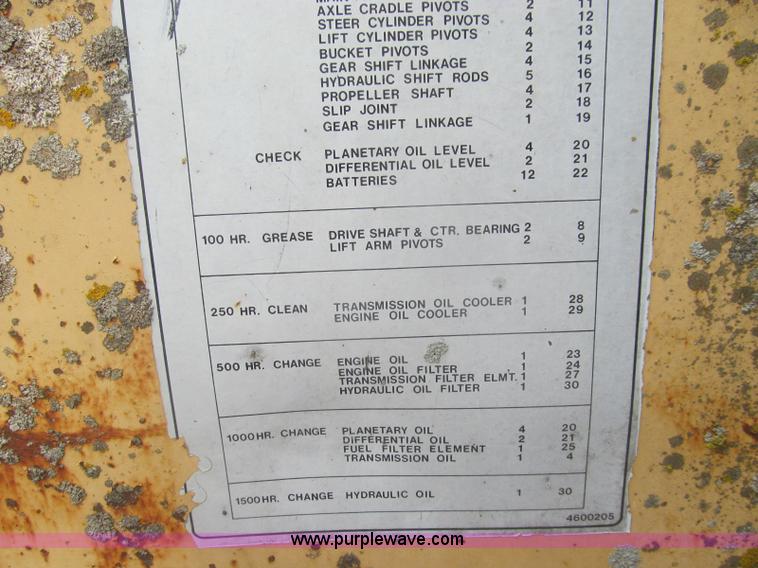 AXLE CRADLE PIVOTS 2 11
STEER CYLINDER PIVOTS 4 12
LIFT CYLINDER PIVOTS 4 13
BUCKET PIVOTS 2 14
GEAR SHIFT LINKAGE 4 15
HYDRAULIC SHIFT RODS 5 16
PROPELLER SHAFT 4 17
SLIP JOINT 2 18
GEAR SHIFT LINKAGE 1 19
CHECK PLANETARY OIL LEVEL 4 20
DIFFERENTIAL OIL LEVEL 2 21
BATTERIES 12 22
100 HR. GREASE DRIVE SHAFT & CTR. BEARING 2 8
LIFT ARM PIVOTS 2 9
250 HR. CLEAN TRANSMISSION OIL COOLER 1 28
ENGINE OIL COOLER 1 29
500 HR. CHANGE ENGINE OIL 1 23
ENGINE OIL FILTER 1 24
TRANSMISSION FILTER ELMT. 1 27
HYDRAULIC OIL FILTER 1 30
1000 HR. CHANGE PLANETARY OIL 4 20
DIFFERENTIAL OIL 2 21
FUEL FILTER ELEMENT 1 25
TRANSMISSION OIL 1 4
1500 HR. CHANGE HYDRAULIC OIL 1 30
4600205
www.purplewave.com